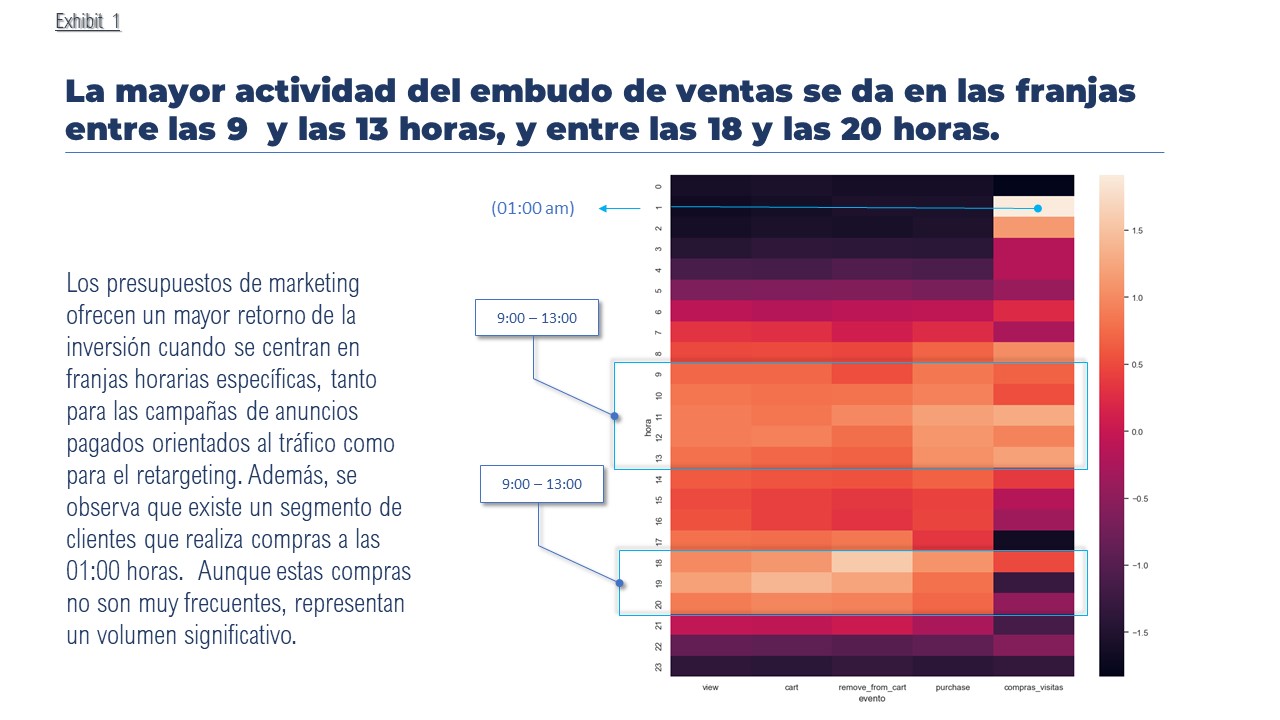 Exhibit 1
La mayor actividad del embudo de ventas se da en las franjas
entre las 9 y las 13 horas, y entre las 18 y las 20 horas.
(01:00 am)
Los presupuestos de marketing
ofrecen un mayor retorno de la
inversión cuando se centran en
franjas horarias específicas, tanto
para las campañas de anuncios
pagados orientados al tráfico como
para el retargeting. Además, se
observa que existe un segmento de
clientes que realiza compras a las
01:00 horas. Aunque estas compras
no son muy frecuentes, representan
un volumen significativo.
9:00 – 13:00
9:00 – 13:00
hora
0
1
2
3
4
5
6
7
8
9
10
11
12
13
14
15
16
17
18
19
20
21
22
23
view cart remove_from_cart purchase compras_visitas
evento
1.5
1.0
0.5
0.0
−0.5
−1.0
−1.5